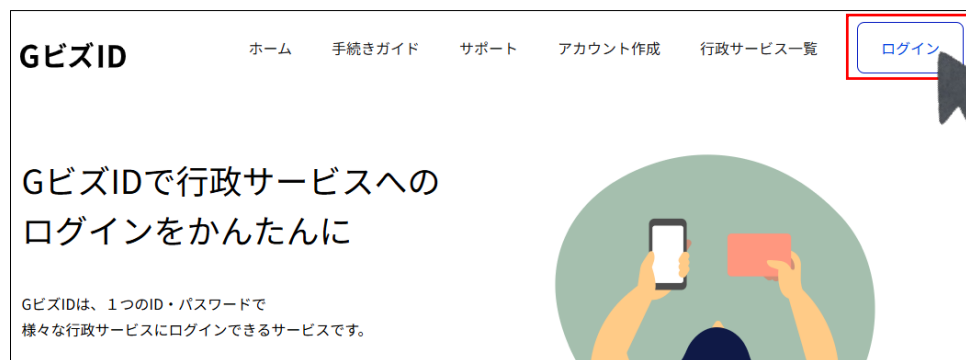 GビズID
ホーム
手続きガイド
サポート
アカウント作成
行政サービス一覧
ログイン
GビズIDで行政サービスへの
ログインをかんたんに
GビズIDは、１つのID・パスワードで
様々な行政サービスにログインできるサービスです。